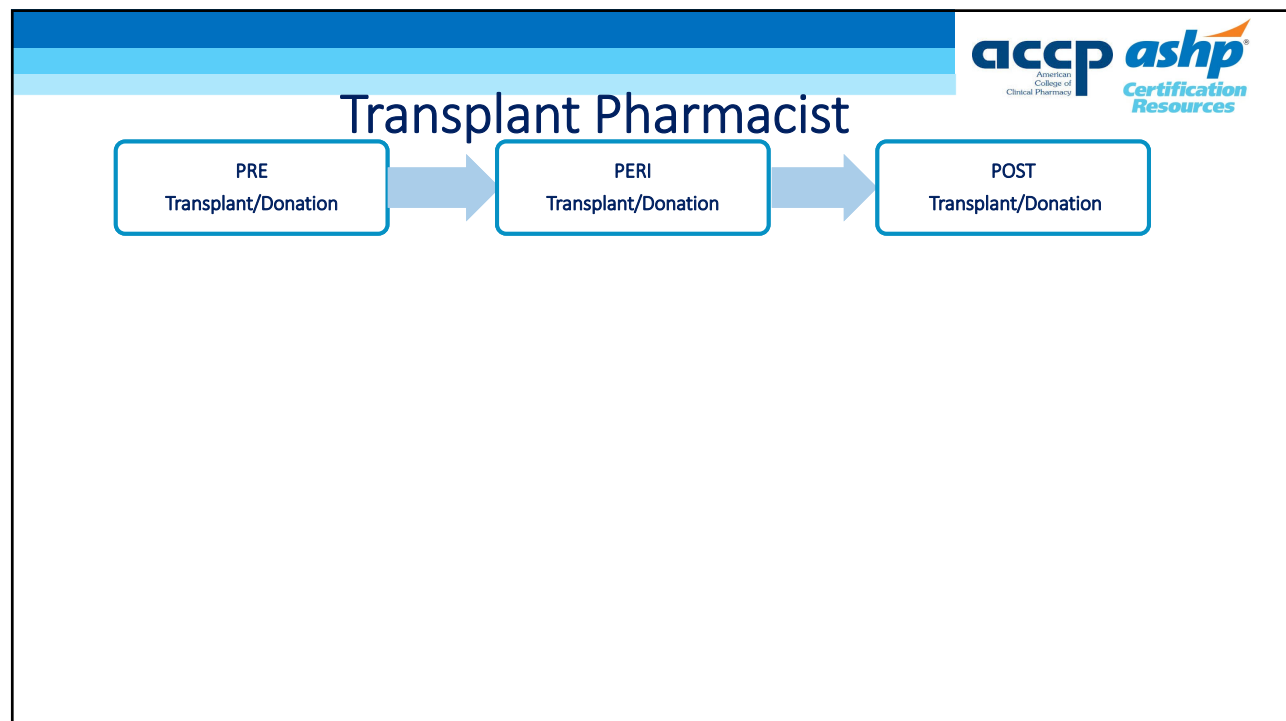 accp
American
College of
Clinical Pharmacy
ashp®
Certification
Resources
Transplant Pharmacist
PRE
Transplant/Donation
PERI
Transplant/Donation
POST
Transplant/Donation